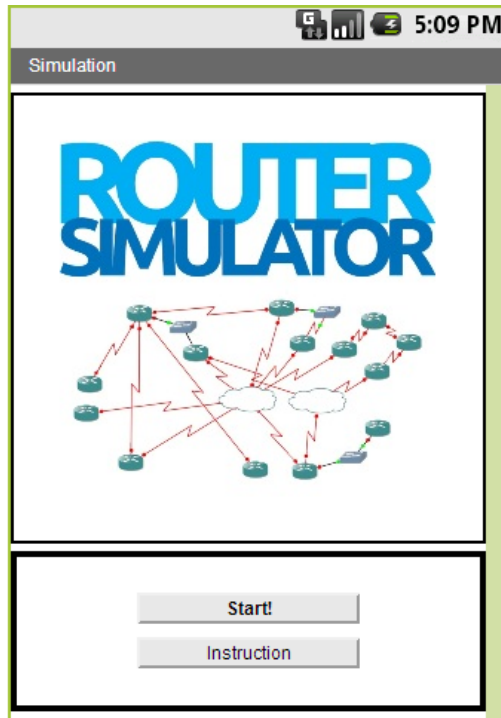 G 5:09 PM
Simulation
ROUTER
SIMULATOR
Start!
Instruction